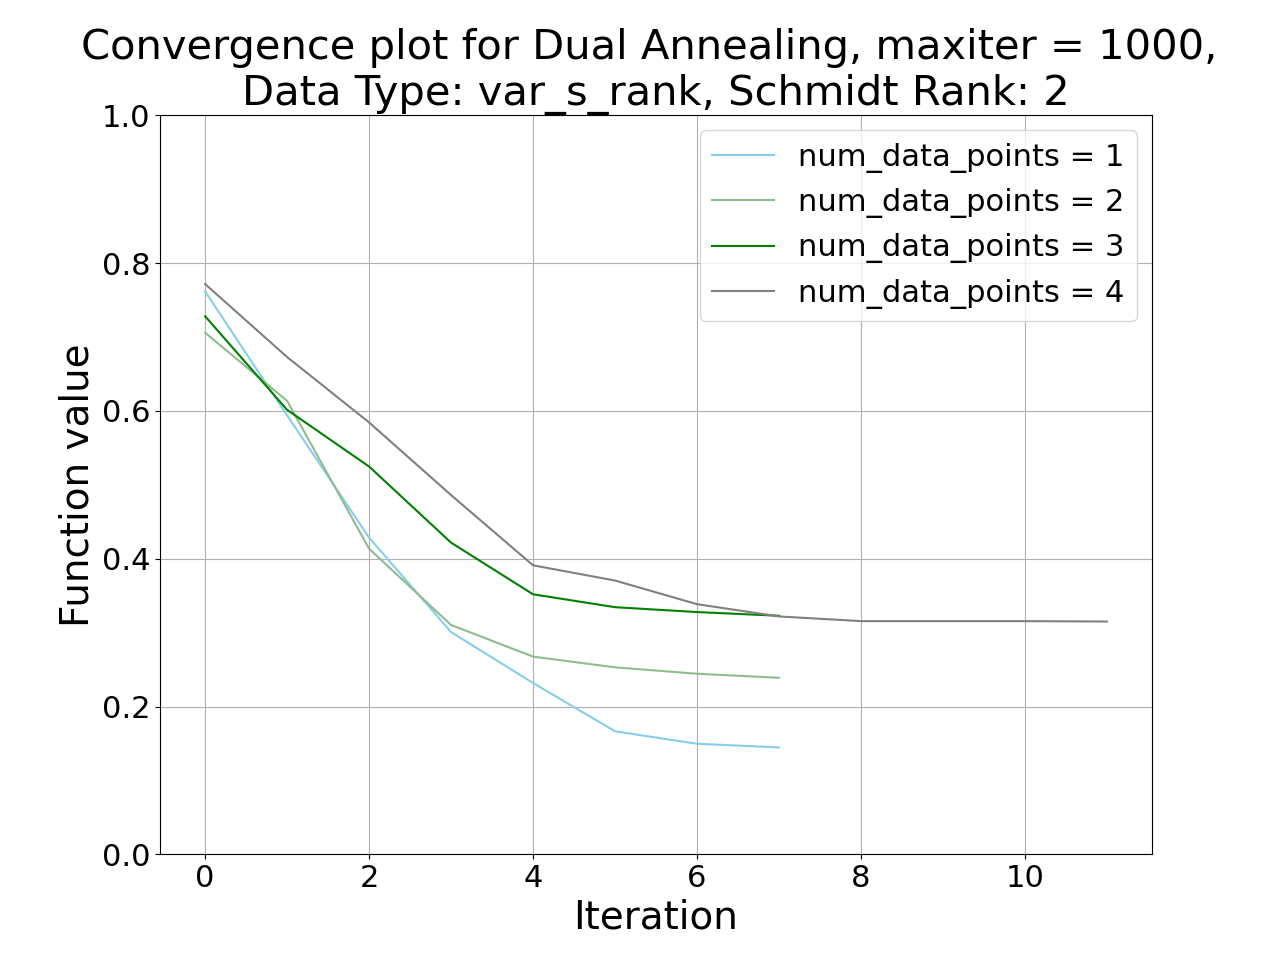 Convergence plot for Dual Annealing, maxiter = 1000,
Data Type: var_s_rank, Schmidt Rank: 2
1.0
0.8
0.6
0.4
0.2
0.0
Function value
num_data_points = 1
num_data_points = 2
num_data_points = 3
num_data_points = 4
0 2 4 6 8 10
Iteration